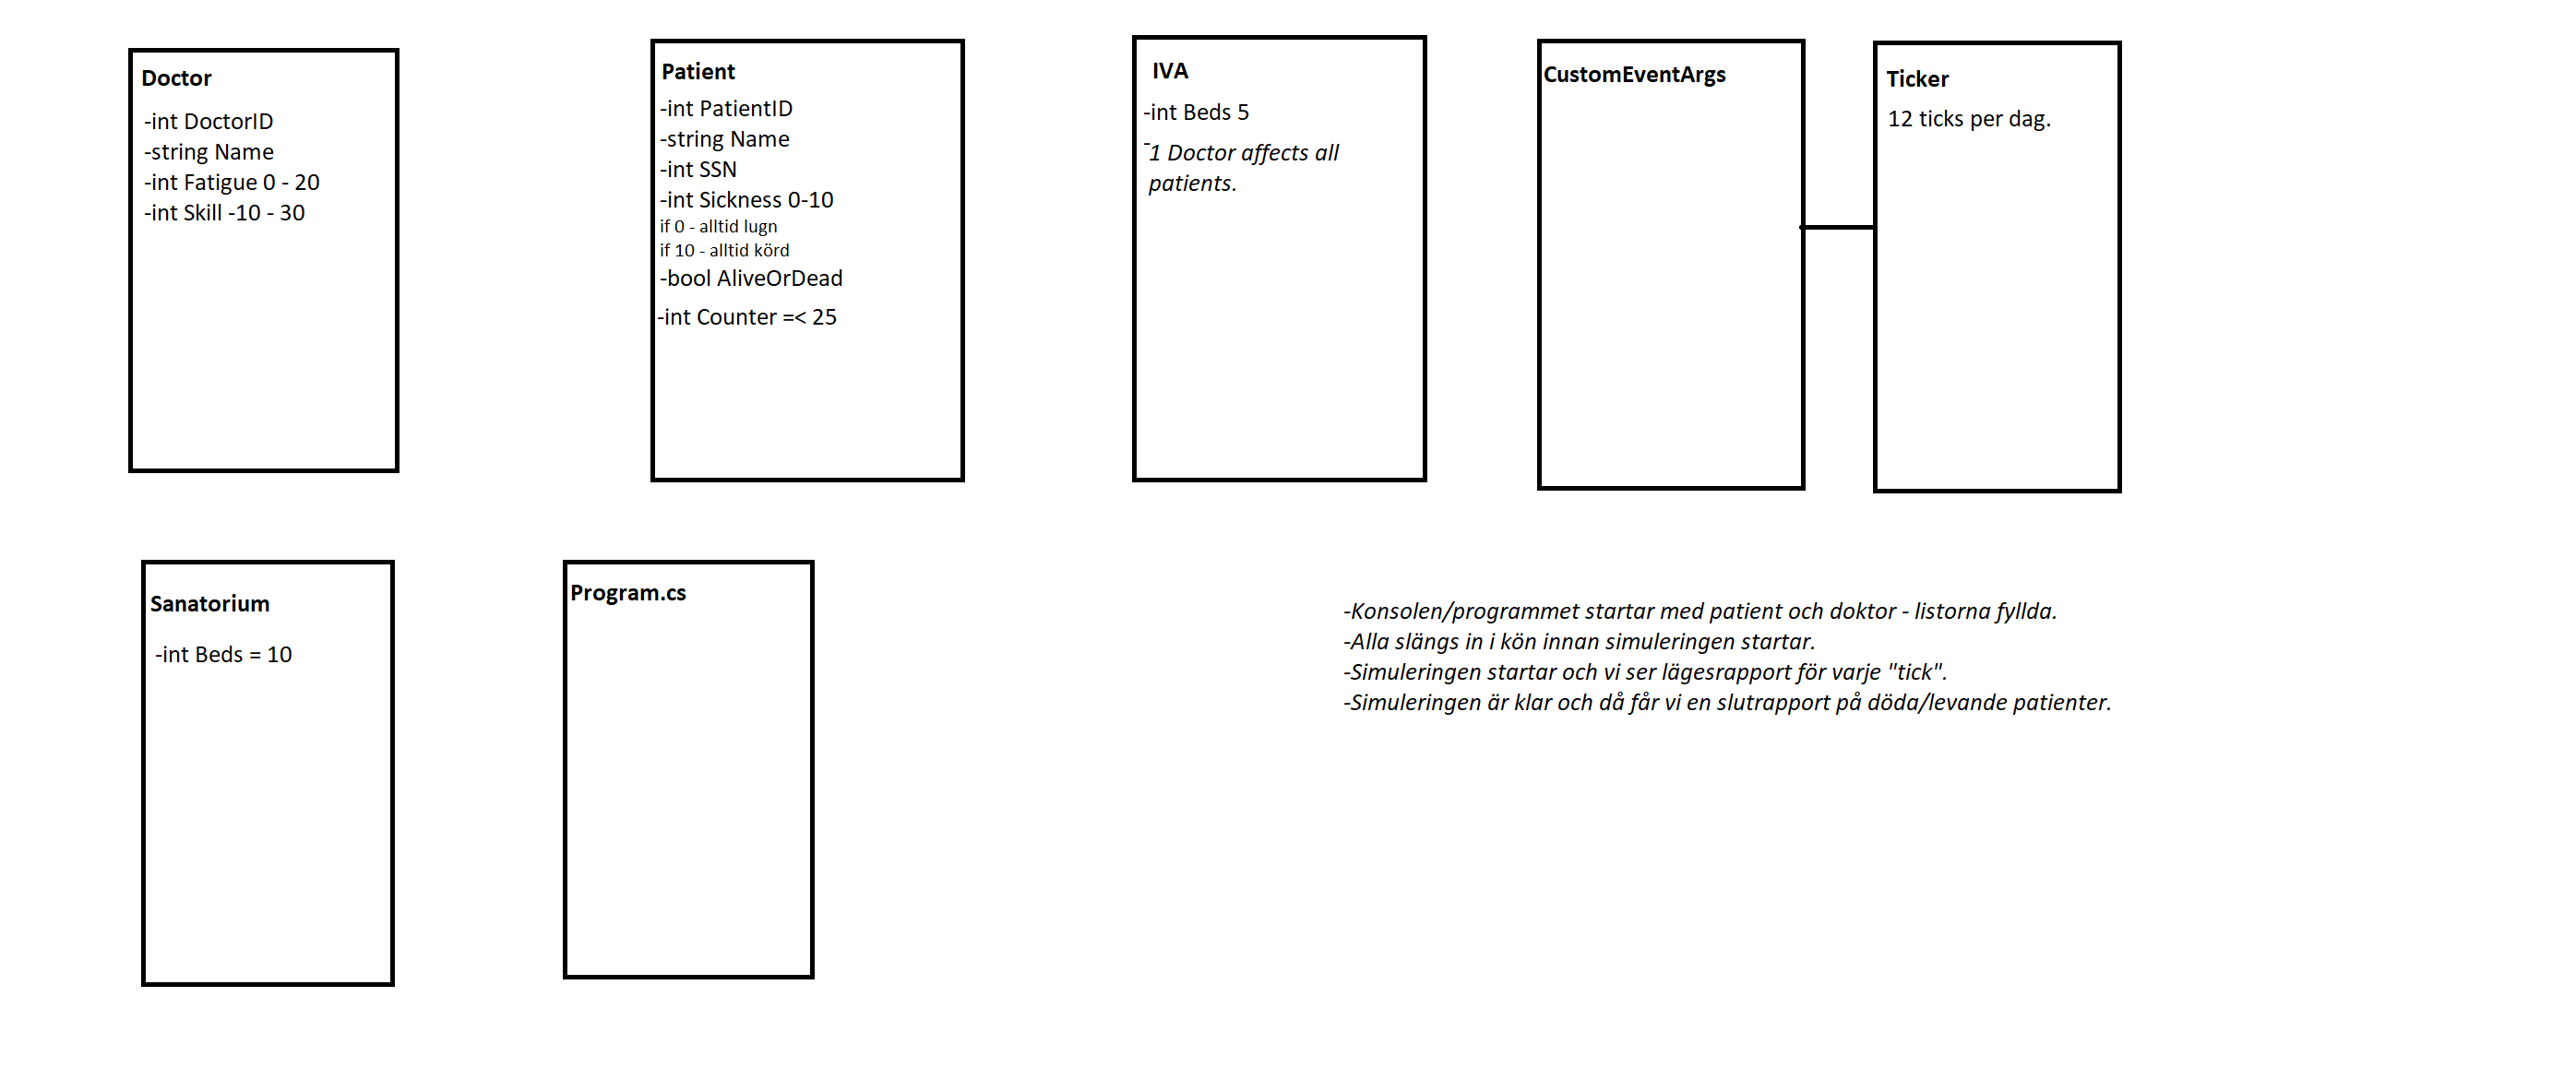 Doctor
-int DoctorID
-string Name
-int Fatigue 0 - 20
-int Skill -10 - 30
Patient
-int PatientID
-string Name
-int SSN
-int Sickness 0-10
if 0 - alltid lugn
if 10 - alltid körd
-bool AliveOrDead
-int Counter =< 25
IVA
-int Beds 5
-
1 Doctor affects all
patients.
CustomEventArgs
Ticker
12 ticks per dag.
Sanatorium
-int Beds = 10
Program.cs
-Konsolen/programmet startar med patient och doktor - listorna fyllda.
-Alla slängs in i kön innan simuleringen startar.
-Simuleringen startar och vi ser lägesrapport för varje "tick".
-Simuleringen är klar och då får vi en slutrapport på döda/levande patienter.